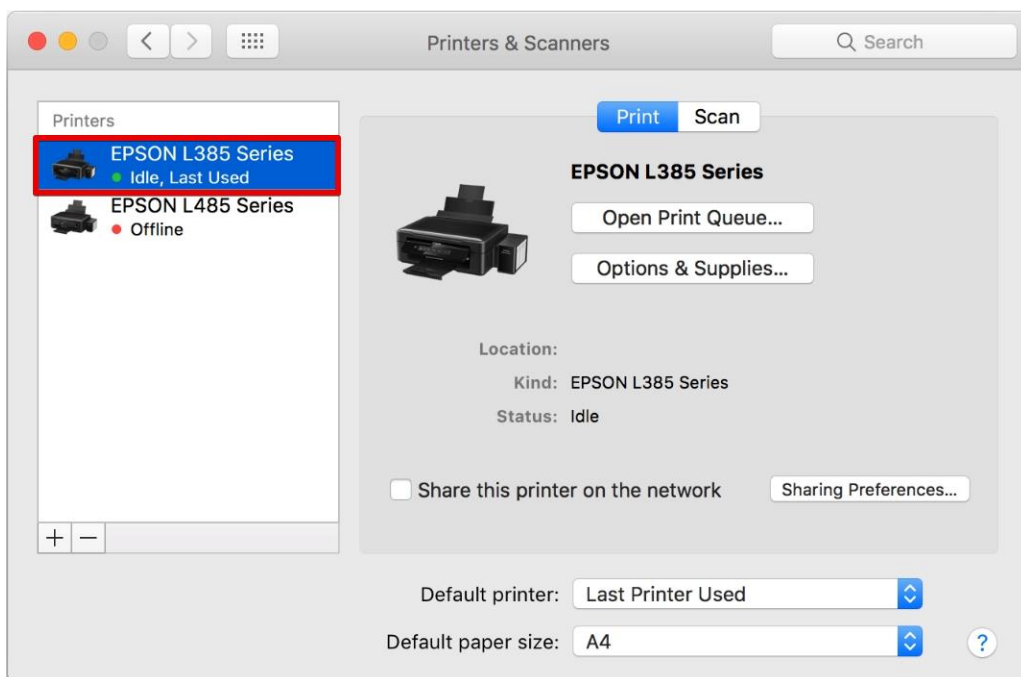 Printers & Scanners
Search
Printers
EPSON L385 Series
Idle, Last Used
EPSON L485 Series
Offline
Print Scan
EPSON L385 Series
Open Print Queue...
Options & Supplies...
Location:
Kind: EPSON L385 Series
Status: Idle
Share this printer on the network
Sharing Preferences...
+ −
Default printer: Last Printer Used
Default paper size: A4
?